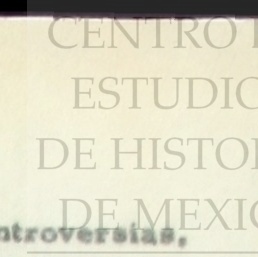 CENTRO
ESTUDIO
DE HISTO
DE MEXIC
ntroversias,